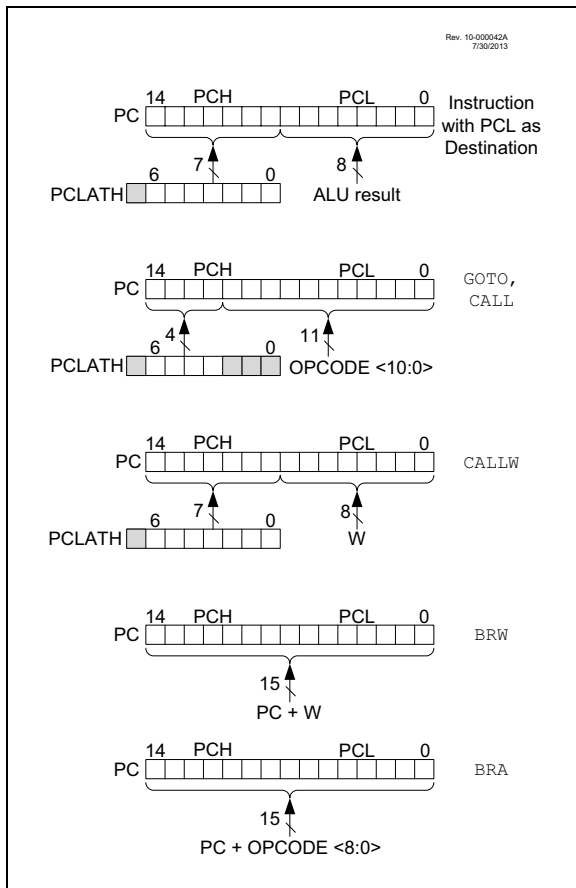 Rev. 10-000042A
7/30/2013
14 PCH PCL 0
PC
Instruction
with PCL as
Destination
7 8
6 0
PCLATH
ALU result
14 PCH PCL 0
PC
GOTO,
CALL
4 11
6 0
PCLATH
OPCODE <10:0>
14 PCH PCL 0
PC
CALLW
7 8
6 0
PCLATH
W
14 PCH PCL 0
PC
BRW
15
PC + W
14 PCH PCL 0
PC
BRA
15
PC + OPCODE <8:0>